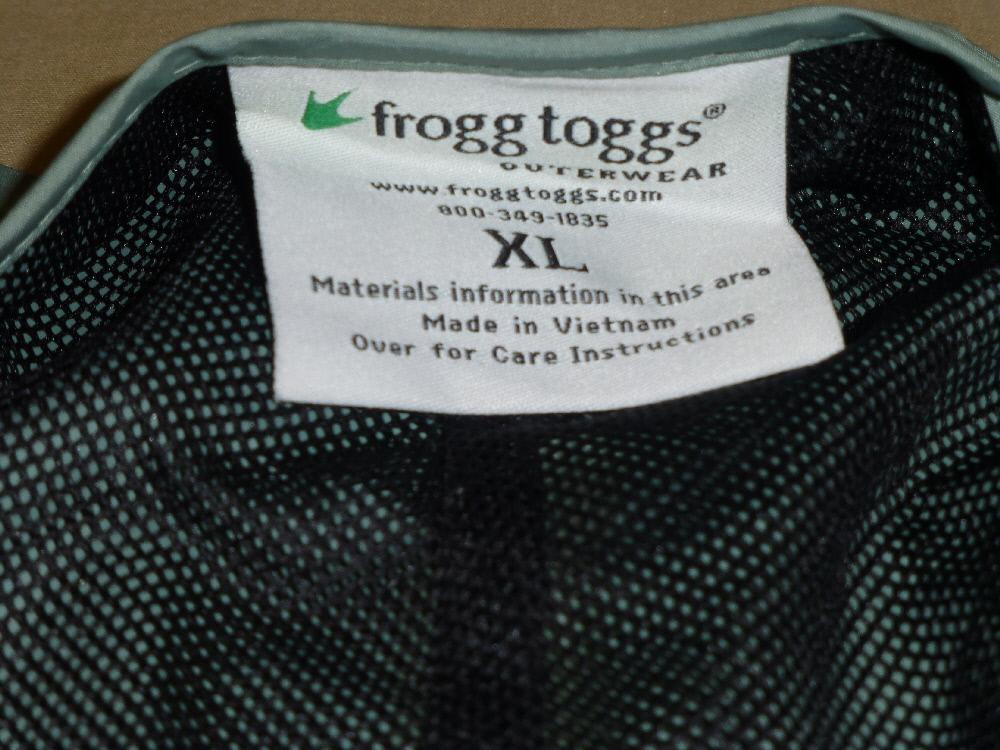 frogg toggs®
OUTERWEAR
www.froggtoggs.com
800-349-1835
XL
Materials information in this area
Made in Vietnam
Over for Care Instructions